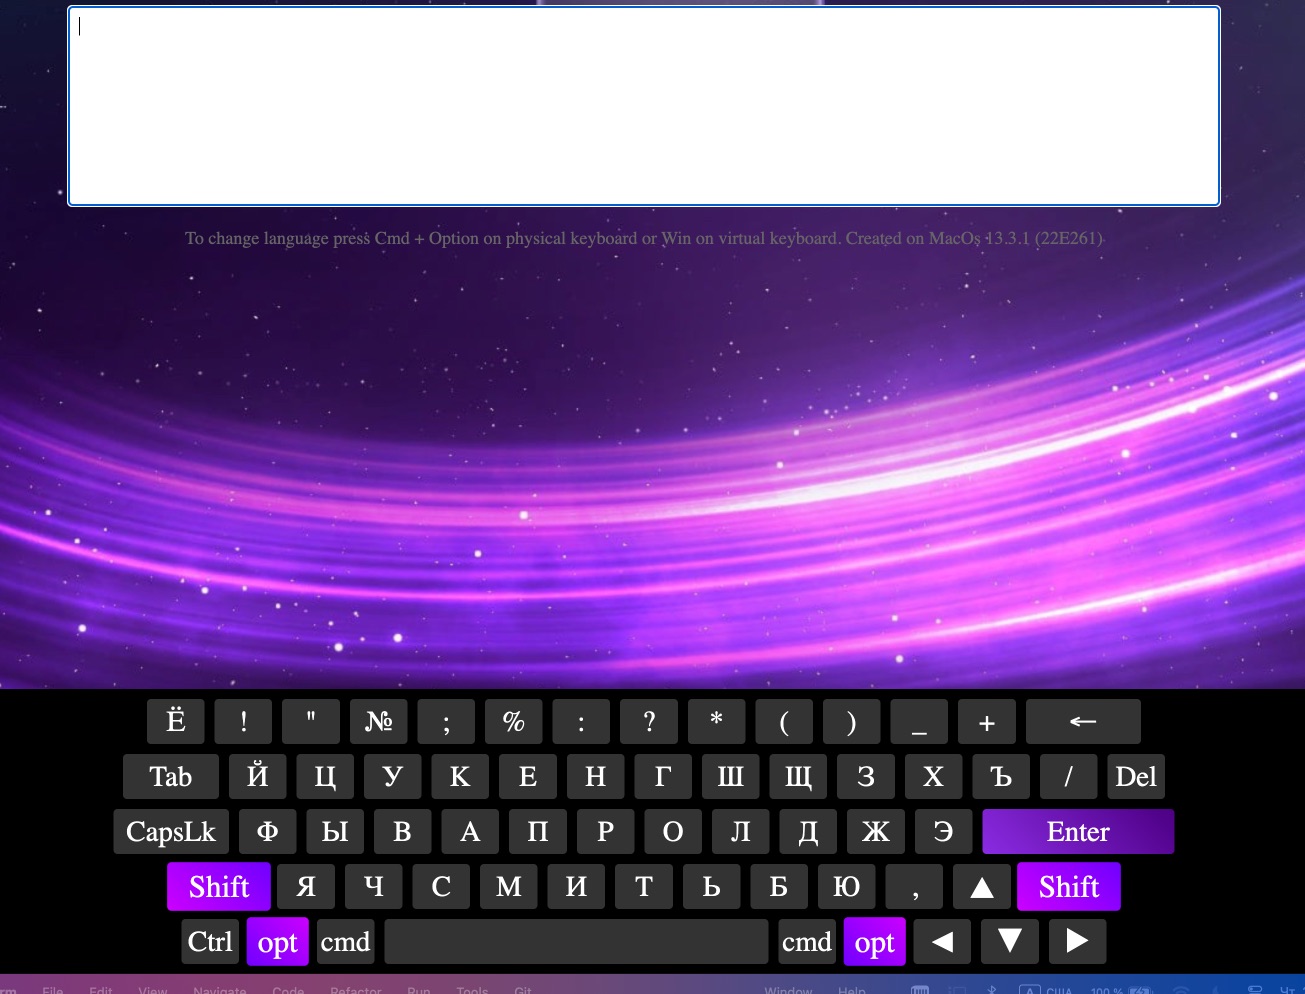 To change language press Cmd + Option on physical keyboard or Win on virtual keyboard. Created on MacOs 13.3.1 (22E261)
Ё ! " № ; % : ? * ( ) _ + ←
Tab Й Ц У К Е Н Г Ш Щ З Х Ъ / Del
CapsLk Ф Ы В А П Р О Л Д Ж Э Enter
Shift Я Ч С М И Т Ь Б Ю , ▲ Shift
Ctrl opt cmd cmd opt ◀ ▼ ▶
File Edit View Navigate Code Refactor Run Tools Git Window Help A США 100 % Чт